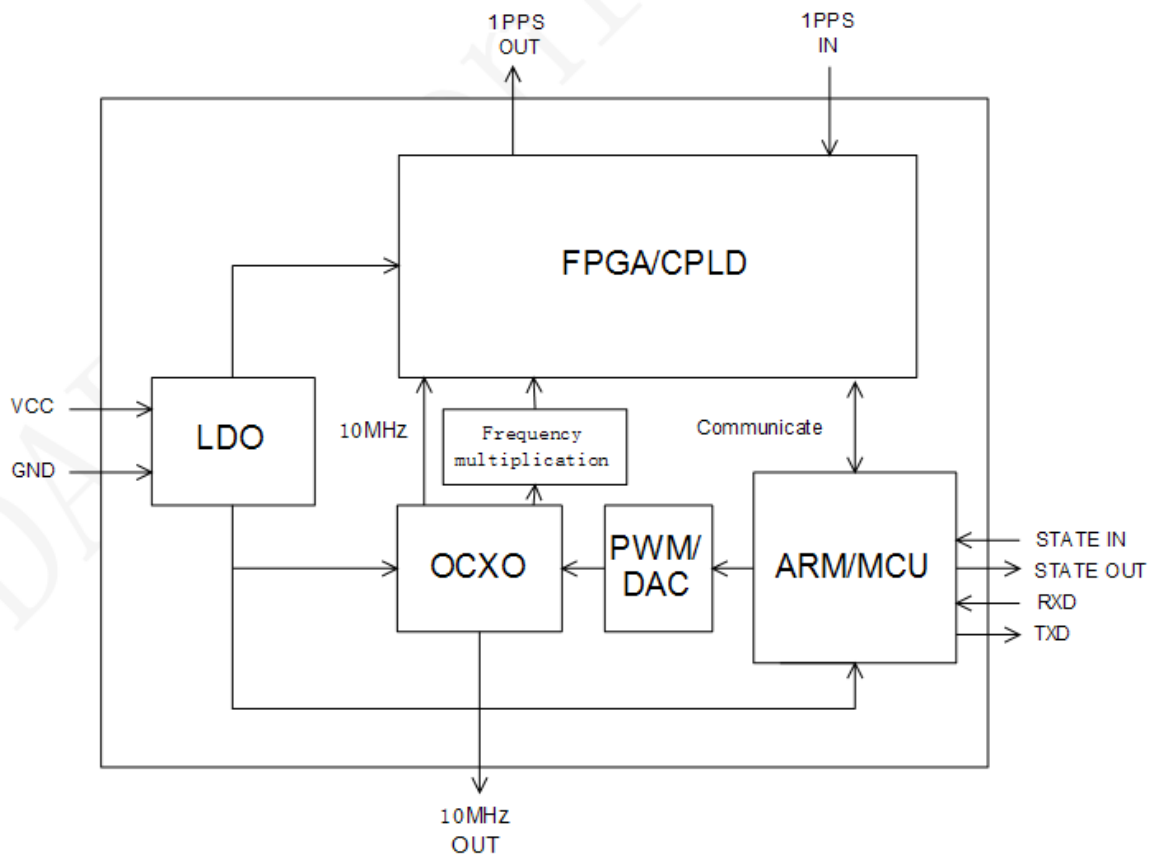 1PPS
OUT
1PPS
IN
FPGA/CPLD
VCC
GND
LDO
10MHz
Frequency
multiplication
Communicate
OCXO
PWM/
DAC
ARM/MCU
STATE IN
STATE OUT
RXD
TXD
10MHz
OUT